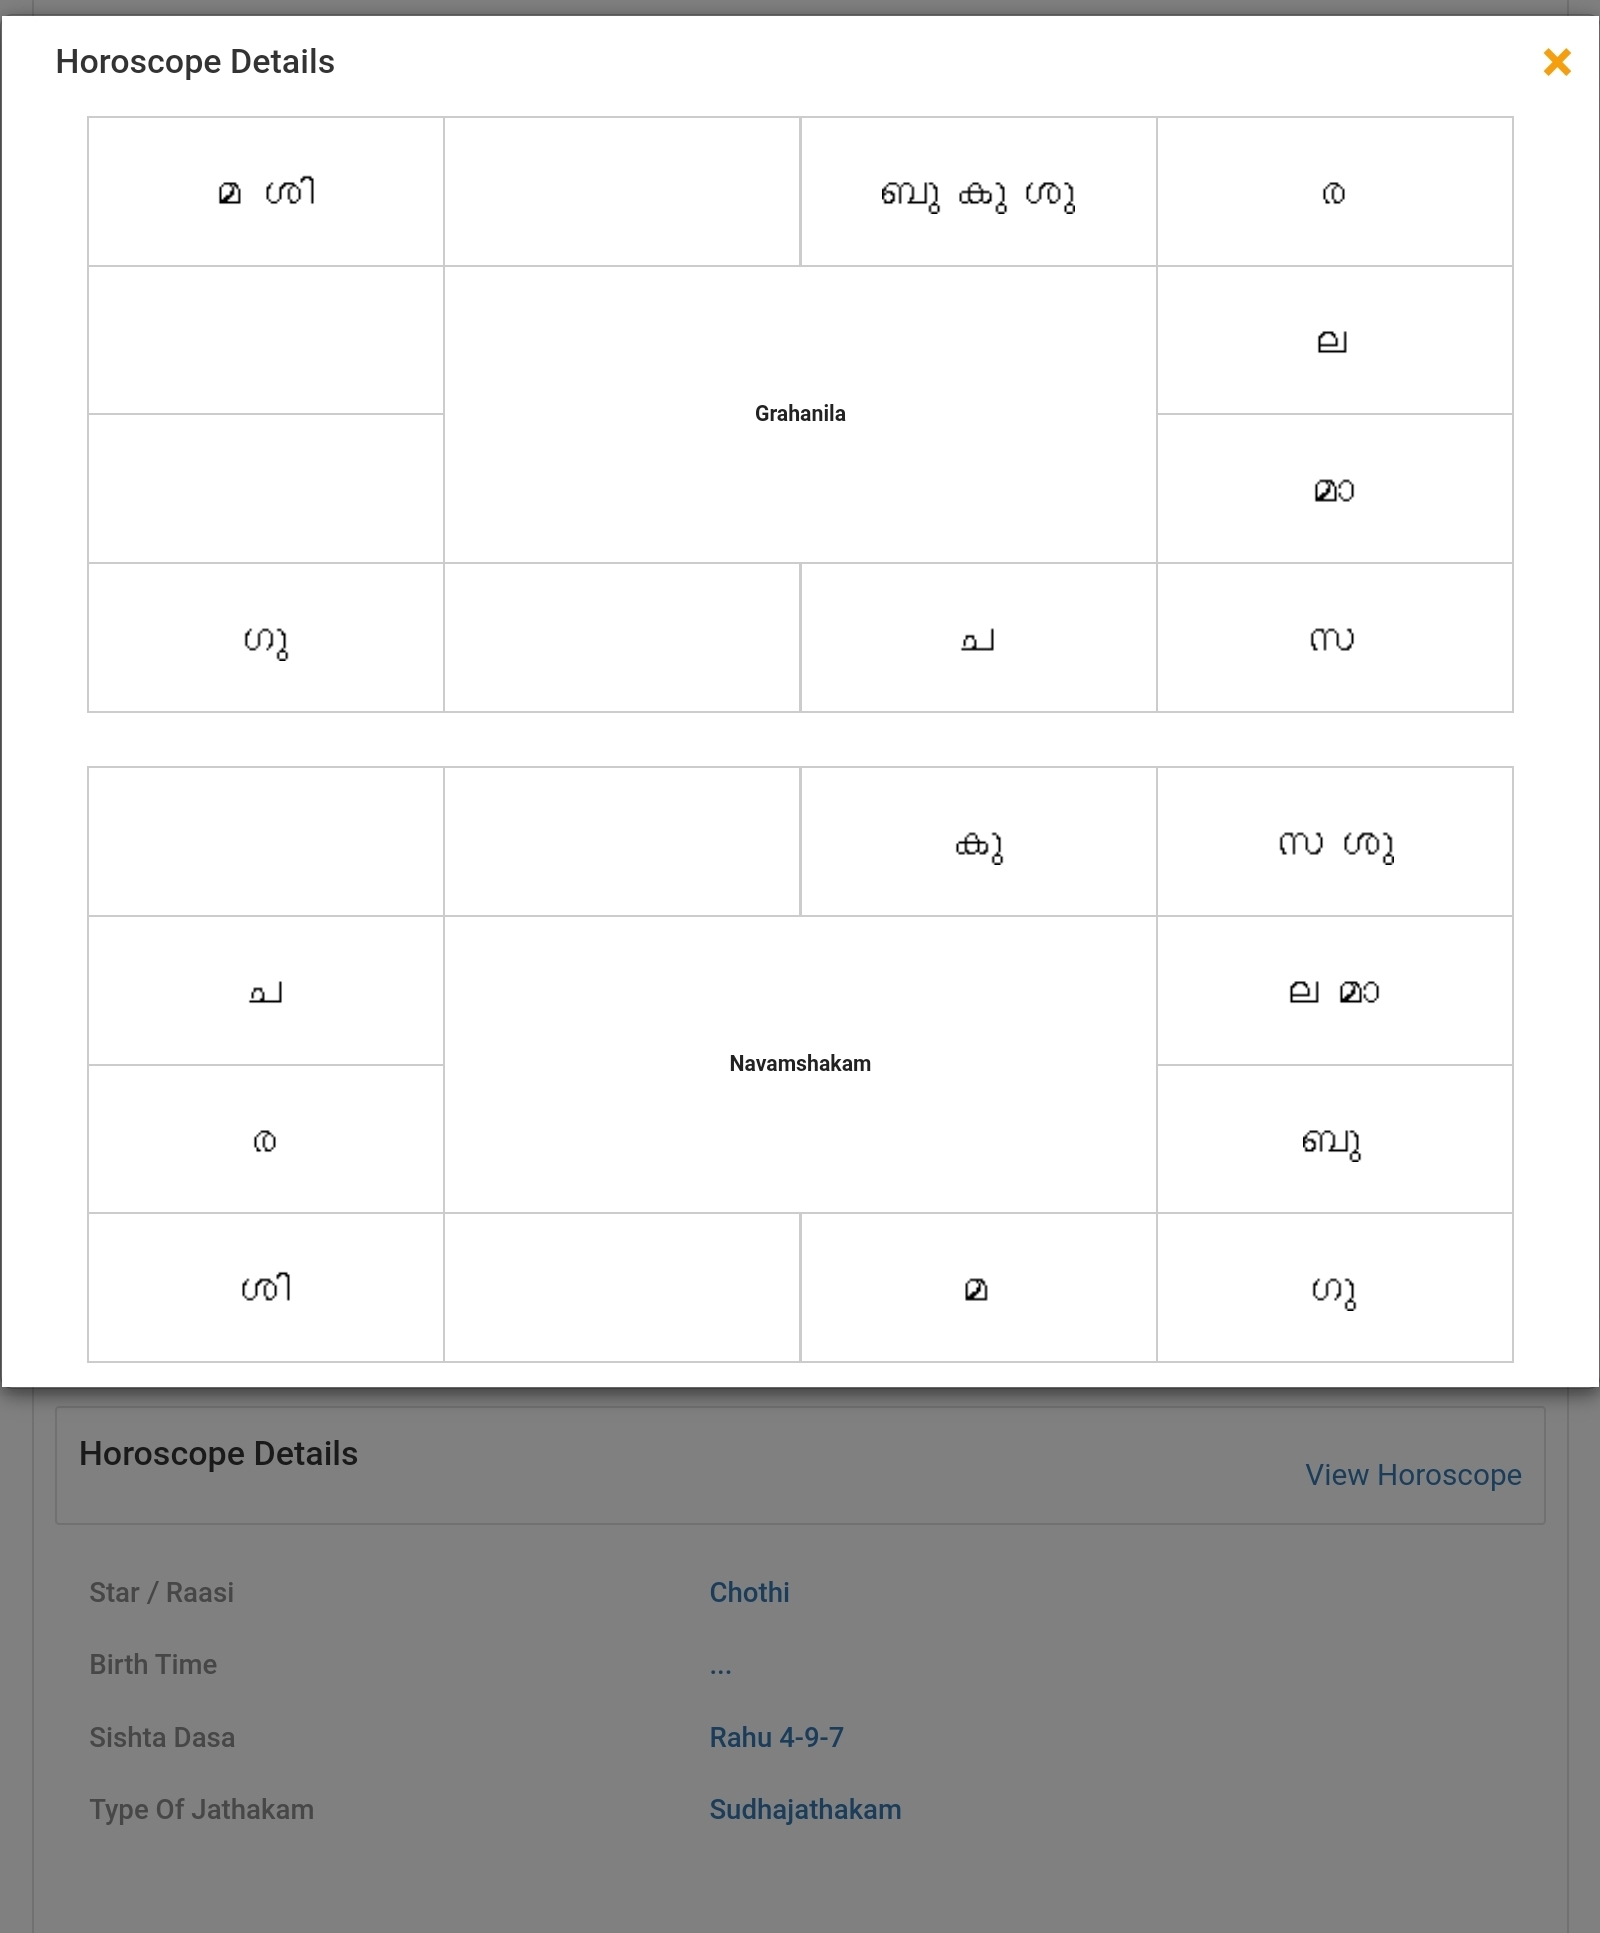 Horoscope Details
മ ശി
ബു കു ശു
ര
ല
Grahanila
മാ
ഗു
ച
സ
കു
സ ശു
ച
ല മാ
Navamshakam
ര
ബു
ശി
മ
ഗു
Horoscope Details
View Horoscope
Star / Raasi Chothi
Birth Time ...
Sishta Dasa Rahu 4-9-7
Type Of Jathakam Sudhajathakam